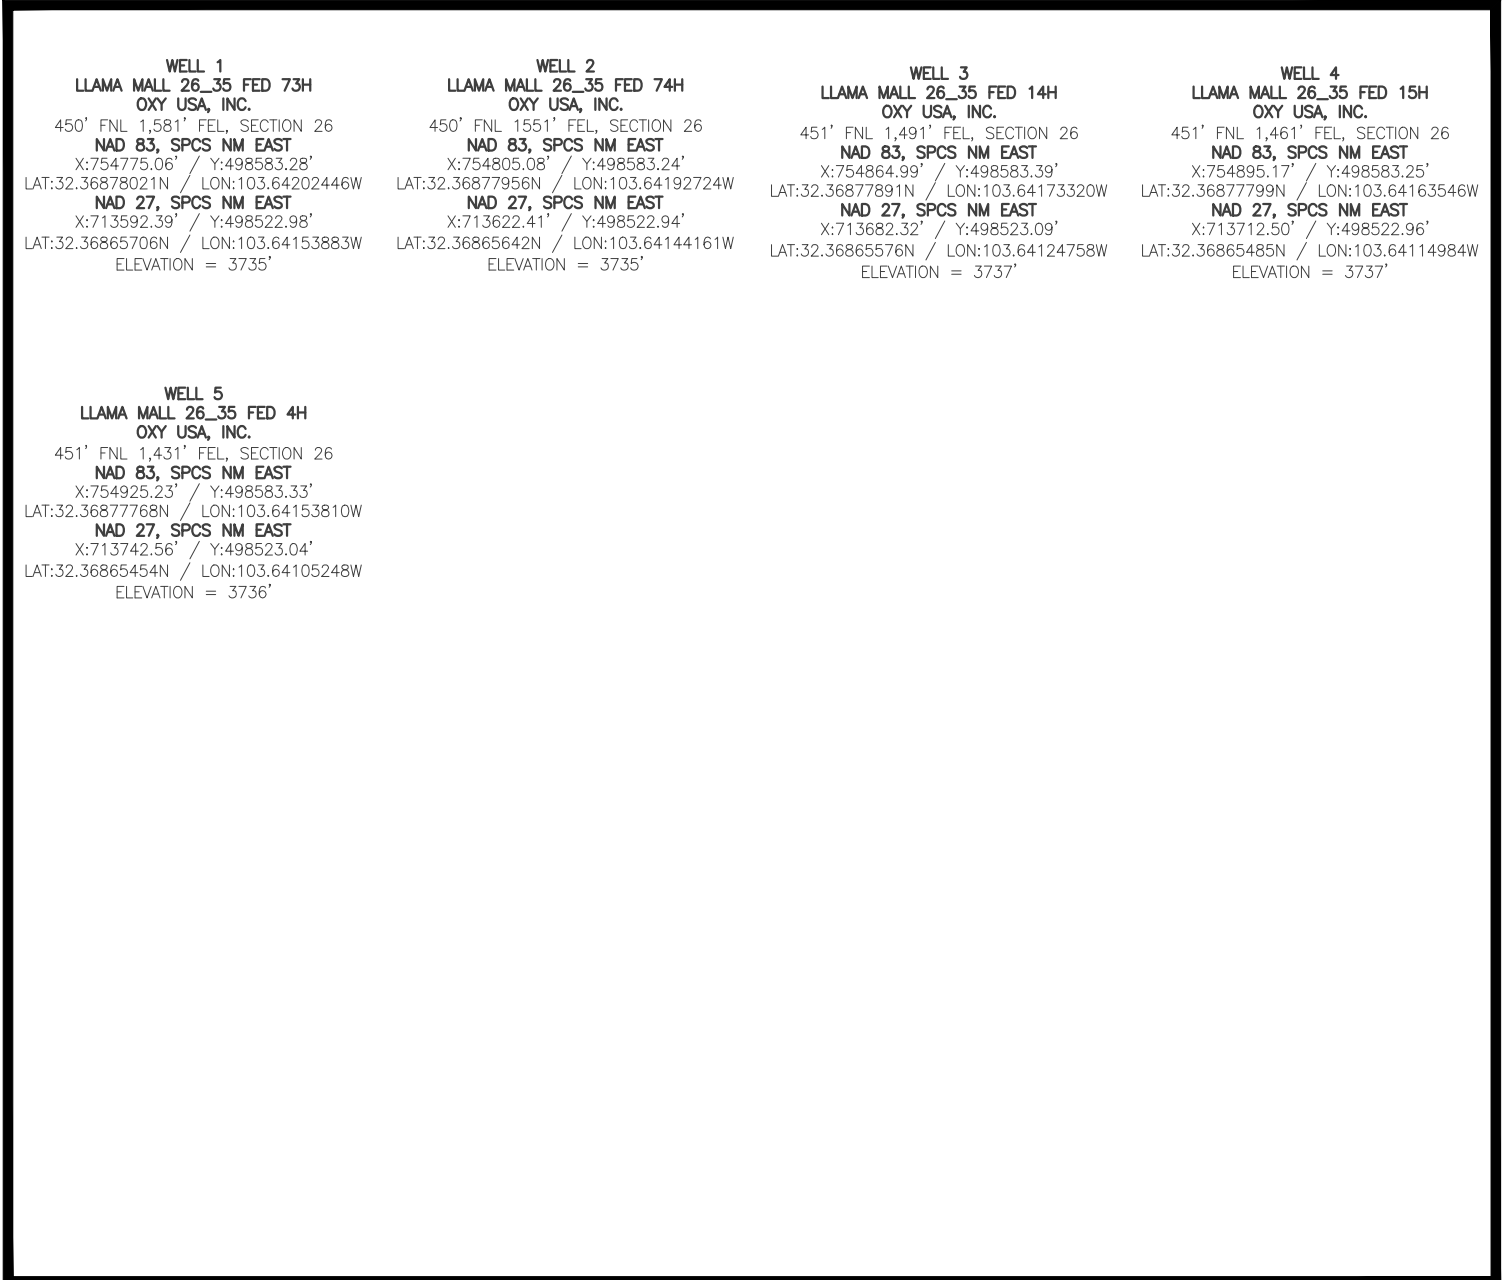 WELL 1
LLAMA MALL 26_35 FED 73H
OXY USA, INC.
450' FNL 1,581' FEL, SECTION 26
NAD 83, SPCS NM EAST
X:754775.06' / Y:498583.28'
LAT:32.36878021N / LON:103.64202446W
NAD 27, SPCS NM EAST
X:713592.39' / Y:498522.98'
LAT:32.36865706N / LON:103.64153883W
ELEVATION = 3735'
WELL 2
LLAMA MALL 26_35 FED 74H
OXY USA, INC.
450' FNL 1551' FEL, SECTION 26
NAD 83, SPCS NM EAST
X:754805.08' / Y:498583.24'
LAT:32.36877956N / LON:103.64192724W
NAD 27, SPCS NM EAST
X:713622.41' / Y:498522.94'
LAT:32.36865642N / LON:103.64144161W
ELEVATION = 3735'
WELL 3
LLAMA MALL 26_35 FED 14H
OXY USA, INC.
451' FNL 1,491' FEL, SECTION 26
NAD 83, SPCS NM EAST
X:754864.99' / Y:498583.39'
LAT:32.36877891N / LON:103.64173320W
NAD 27, SPCS NM EAST
X:713682.32' / Y:498523.09'
LAT:32.36865576N / LON:103.64124758W
ELEVATION = 3737'
WELL 4
LLAMA MALL 26_35 FED 15H
OXY USA, INC.
451' FNL 1,461' FEL, SECTION 26
NAD 83, SPCS NM EAST
X:754895.17' / Y:498583.25'
LAT:32.36877799N / LON:103.64163546W
NAD 27, SPCS NM EAST
X:713712.50' / Y:498522.96'
LAT:32.36865485N / LON:103.64114984W
ELEVATION = 3737'
WELL 5
LLAMA MALL 26_35 FED 4H
OXY USA, INC.
451' FNL 1,431' FEL, SECTION 26
NAD 83, SPCS NM EAST
X:754925.23' / Y:498583.33'
LAT:32.36877768N / LON:103.64153810W
NAD 27, SPCS NM EAST
X:713742.56' / Y:498523.04'
LAT:32.36865454N / LON:103.64105248W
ELEVATION = 3736'